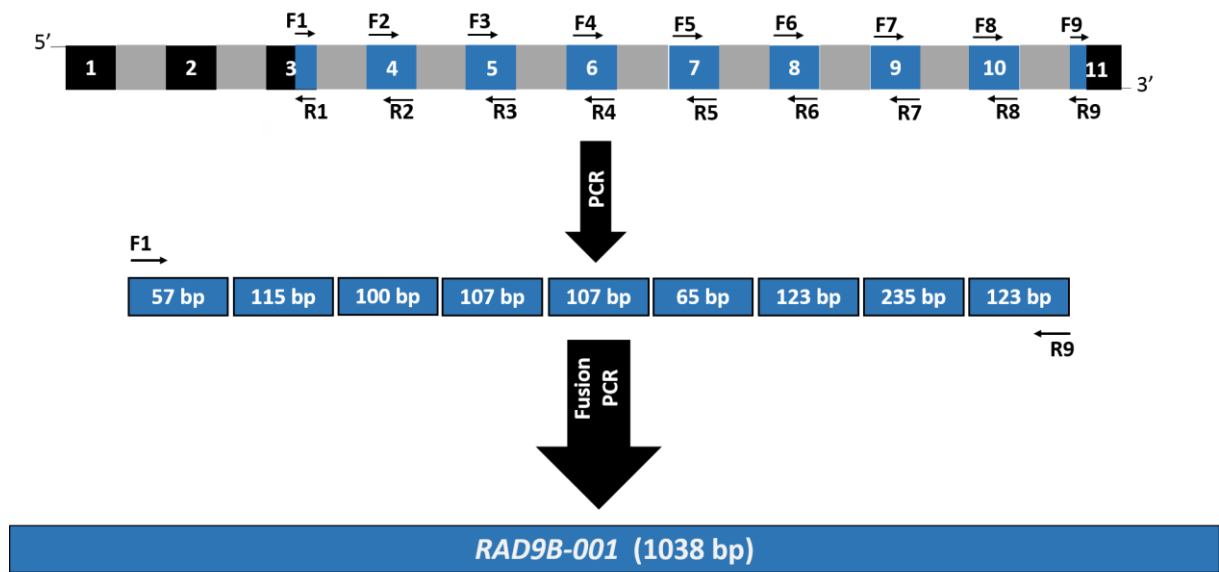 F1 F2 F3 F4 F5 F6 F7 F8 F9
5’
1 2 3 4 5 6 7 8 9 10 11
3’
R1 R2 R3 R4 R5 R6 R7 R8 R9
PCR
F1
57 bp 115 bp 100 bp 107 bp 107 bp 65 bp 123 bp 235 bp 123 bp
R9
Fusion
PCR
RAD9B-001 (1038 bp)